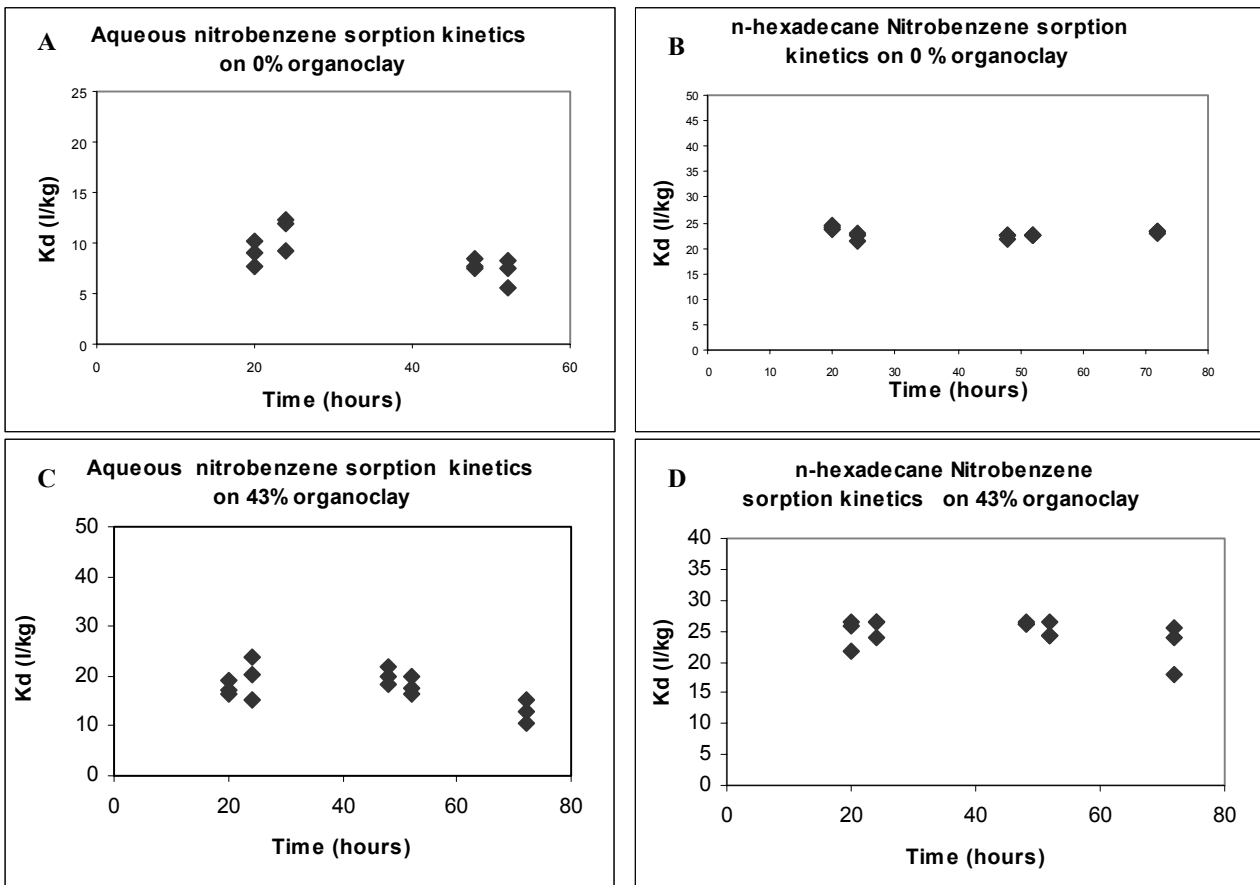 A
Aqueous nitrobenzene sorption kinetics
on 0% organoclay
25
20
15
10
5
0
Kd (l/kg)
0 20 40 60
Time (hours)
B
n-hexadecane Nitrobenzene sorption
kinetics on 0 % organoclay
50
45
40
35
30
25
20
15
10
5
0
Kd (l/kg)
0 10 20 30 40 50 60 70 80
Time (hours)
C
Aqueous nitrobenzene sorption kinetics
on 43% organoclay
50
40
30
20
10
0
Kd (l/kg)
0 20 40 60 80
Time (hours)
D
n-hexadecane Nitrobenzene
sorption kinetics on 43% organoclay
40
35
30
25
20
15
10
5
0
Kd (l/kg)
0 20 40 60 80
Time (hours)